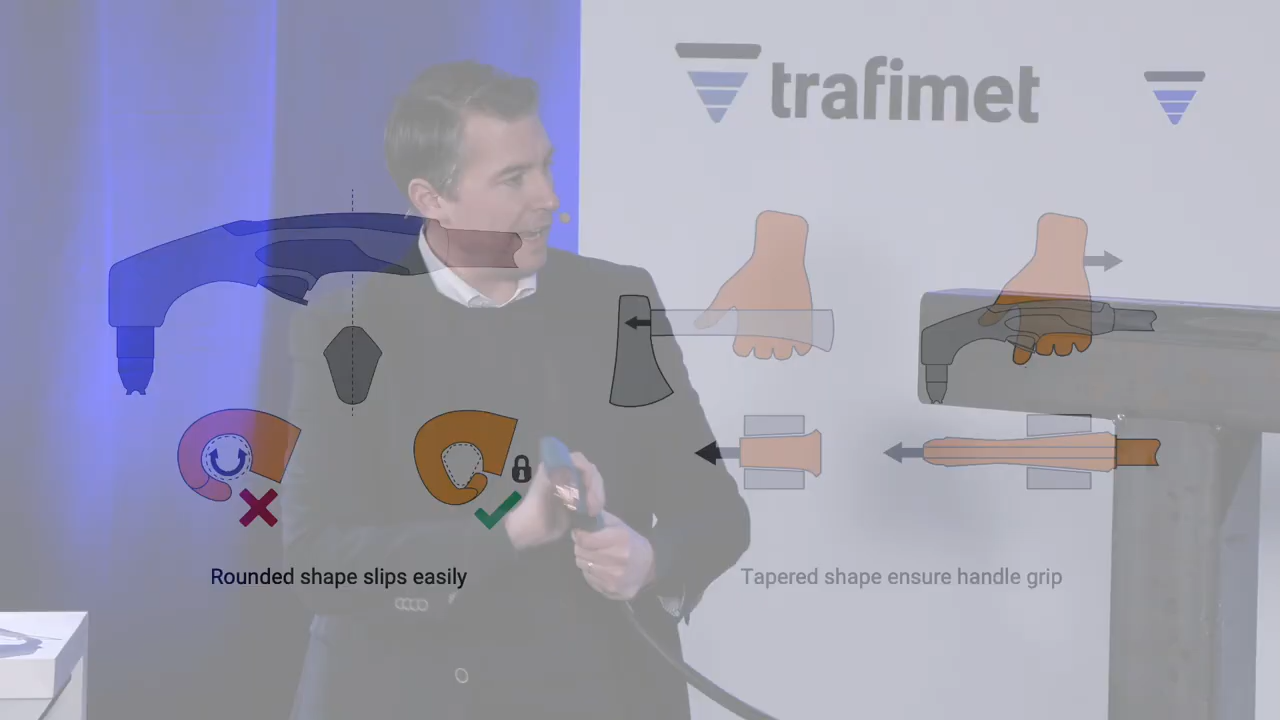 trafimet
Rounded shape slips easily
Tapered shape ensure handle grip